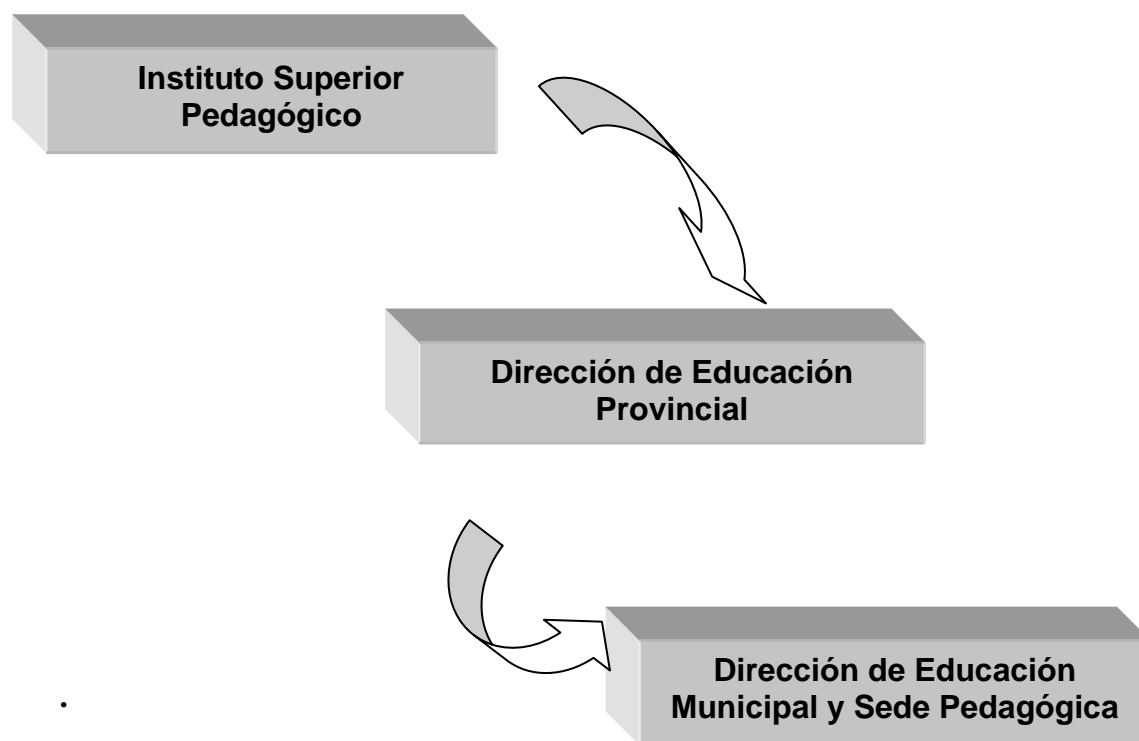 Instituto Superior
Pedagógico
Dirección de Educación
Provincial
Dirección de Educación
Municipal y Sede Pedagógica
.